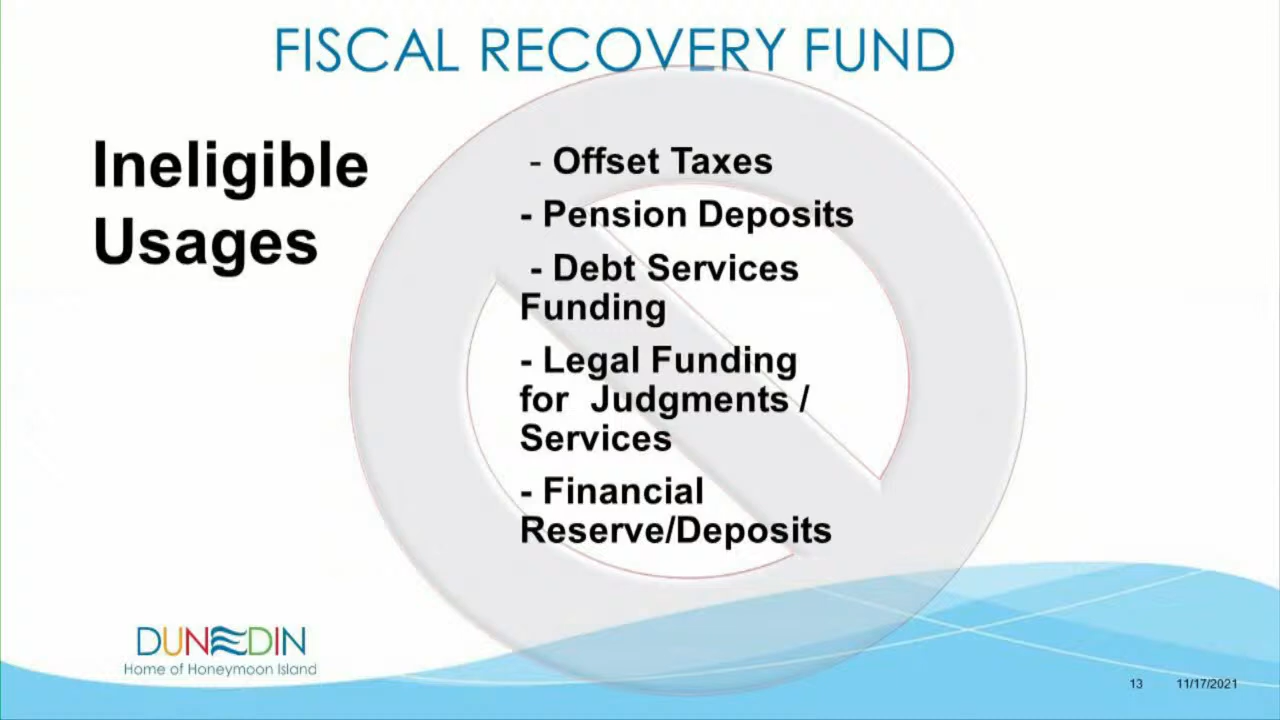 FISCAL RECOVERY FUND
Ineligible
Usages
- Offset Taxes
- Pension Deposits
- Debt Services
Funding
- Legal Funding
for Judgments /
Services
- Financial
Reserve/Deposits
DUNEDIN
Home of Honeymoon Island
13 11/17/2021